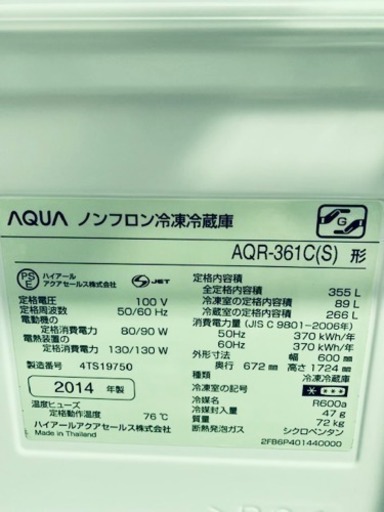 AQUA ノンフロン冷凍冷蔵庫
G
AQR-361C(S) 形
PS E ハイアール アクアセールス株式会社 S JET
定格電圧 100 V
定格周波数 50/60 Hz
電動機の
定格消費電力 80/90 W
電熱装置の
定格消費電力 130/130 W
製造番号 4TS19750
2014 年製
温度ヒューズ
定格動作温度 76℃
ハイアールアクアセールス株式会社
Made in Thailand
定格内容積
全定格内容積 355 L
冷凍室の定格内容積 89 L
冷蔵室の定格内容積 266 L
消費電力量 (JIS C 9801-2006年)
50Hz 370 kWh/年
60Hz 370 kWh/年
外形寸法 幅 600 mm
奥行 672 mm 高さ 1724 mm
種類 冷凍冷蔵庫
冷凍室の記号
冷媒名 R600a
冷媒封入量 47 g
質量 72 kg
断熱発泡ガス シクロペンタン
2FB6P401440000